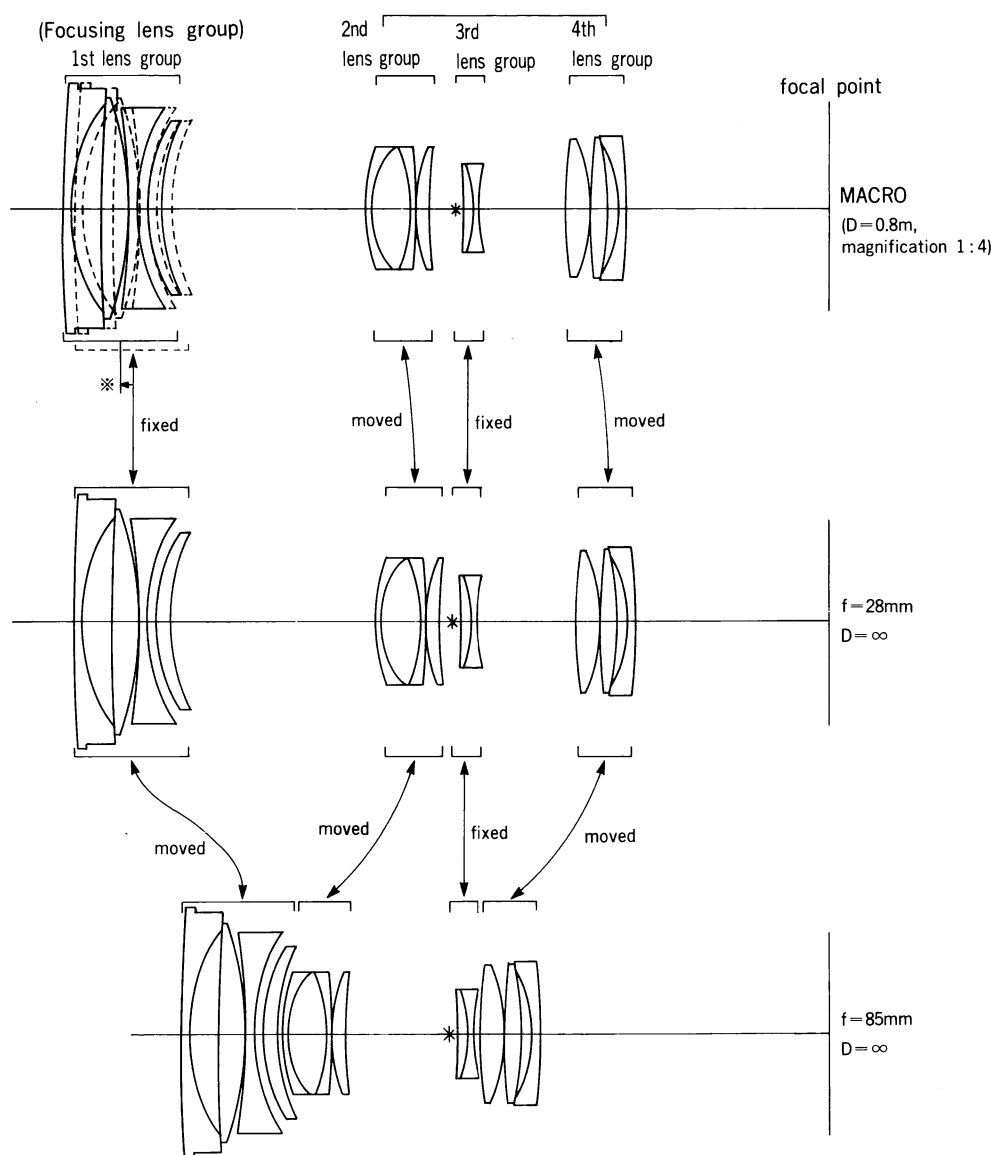 (Focusing lens group)
1st lens group
2nd
lens group
3rd
lens group
4th
lens group
focal point
MACRO
(D=0.8m,
magnification 1:4)
※
fixed
moved
fixed
moved
f=28mm
D=∞
moved
moved
fixed
moved
f=85mm
D=∞